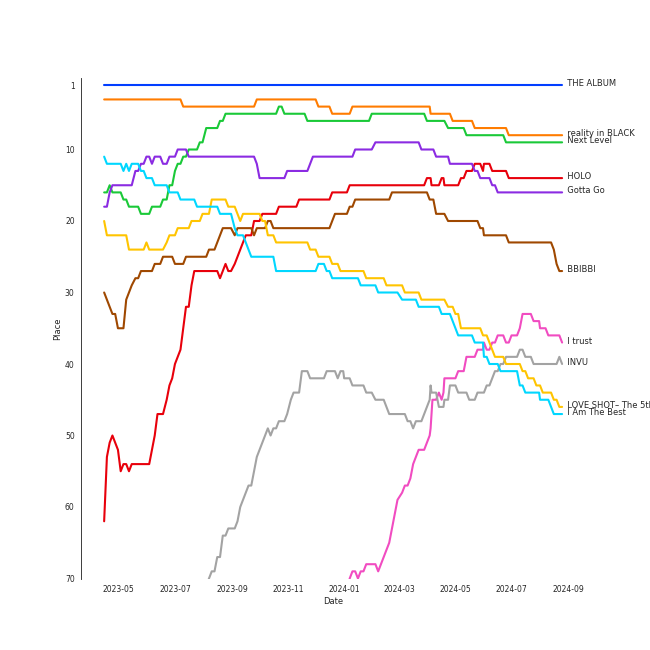 1
THE ALBUM
reality in BLACK
Next Level
10
HOLO
Gotta Go
20
BBIBBI
30
Place
I trust
40
INVU
LOVE SHOT– The 5tl
I Am The Best
50
60
70
2023-05 2023-07 2023-09 2023-11 2024-01 2024-03 2024-05 2024-07 2024-09
Date